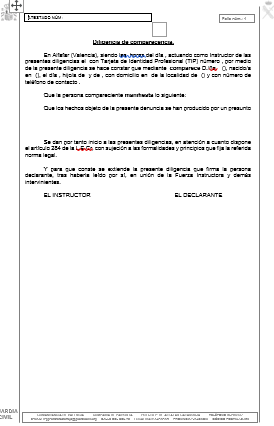 ATESTADO NÚM.:
Folio núm.: 1
Diligencia de comparecencia.
En Alfafar (Valencia), siendo las horas del día , actuando como Instructor de las
presentes diligencias el con Tarjeta de Identidad Profesional (TIP) número , por medio
de la presente diligencia se hace constar que mediante comparece D./Da. (), nacido/a
en (), el día , hijo/a de y de , con domicilio en de la localidad de () y con número de
teléfono de contacto .
Que la persona compareciente manifiesta lo siguiente:
Que los hechos objeto de la presente denuncia se han producido por un presunto
Se dan por tanto inicio a las presentes diligencias, en atención a cuanto dispone
el artículo 284 de la L.E.Cr. con sujeción a las formalidades y principios que fija la referida
norma legal.
Y para que conste se extiende la presente diligencia que firma la persona
declarante, tras haberla leído por sí, en unión de la Fuerza Instructora y demás
intervinientes.
EL INSTRUCTOR EL DECLARANTE
ARDIA
CIVIL